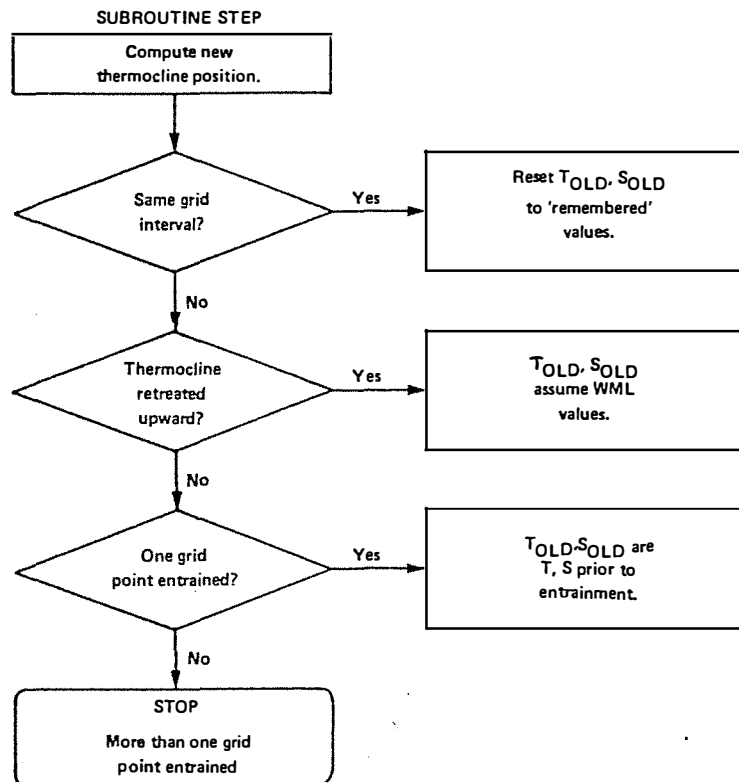 SUBROUTINE STEP
Compute new
thermocline position.
Same grid
interval?
Yes
Reset TOLD, SOLD
to 'remembered'
values.
No
Thermocline
retreated
upward?
Yes
TOLD, SOLD
assume WML
values.
No
One grid
point entrained?
Yes
TOLD,SOLD are
T, S prior to
entrainment.
No
STOP
More than one grid
point entrained